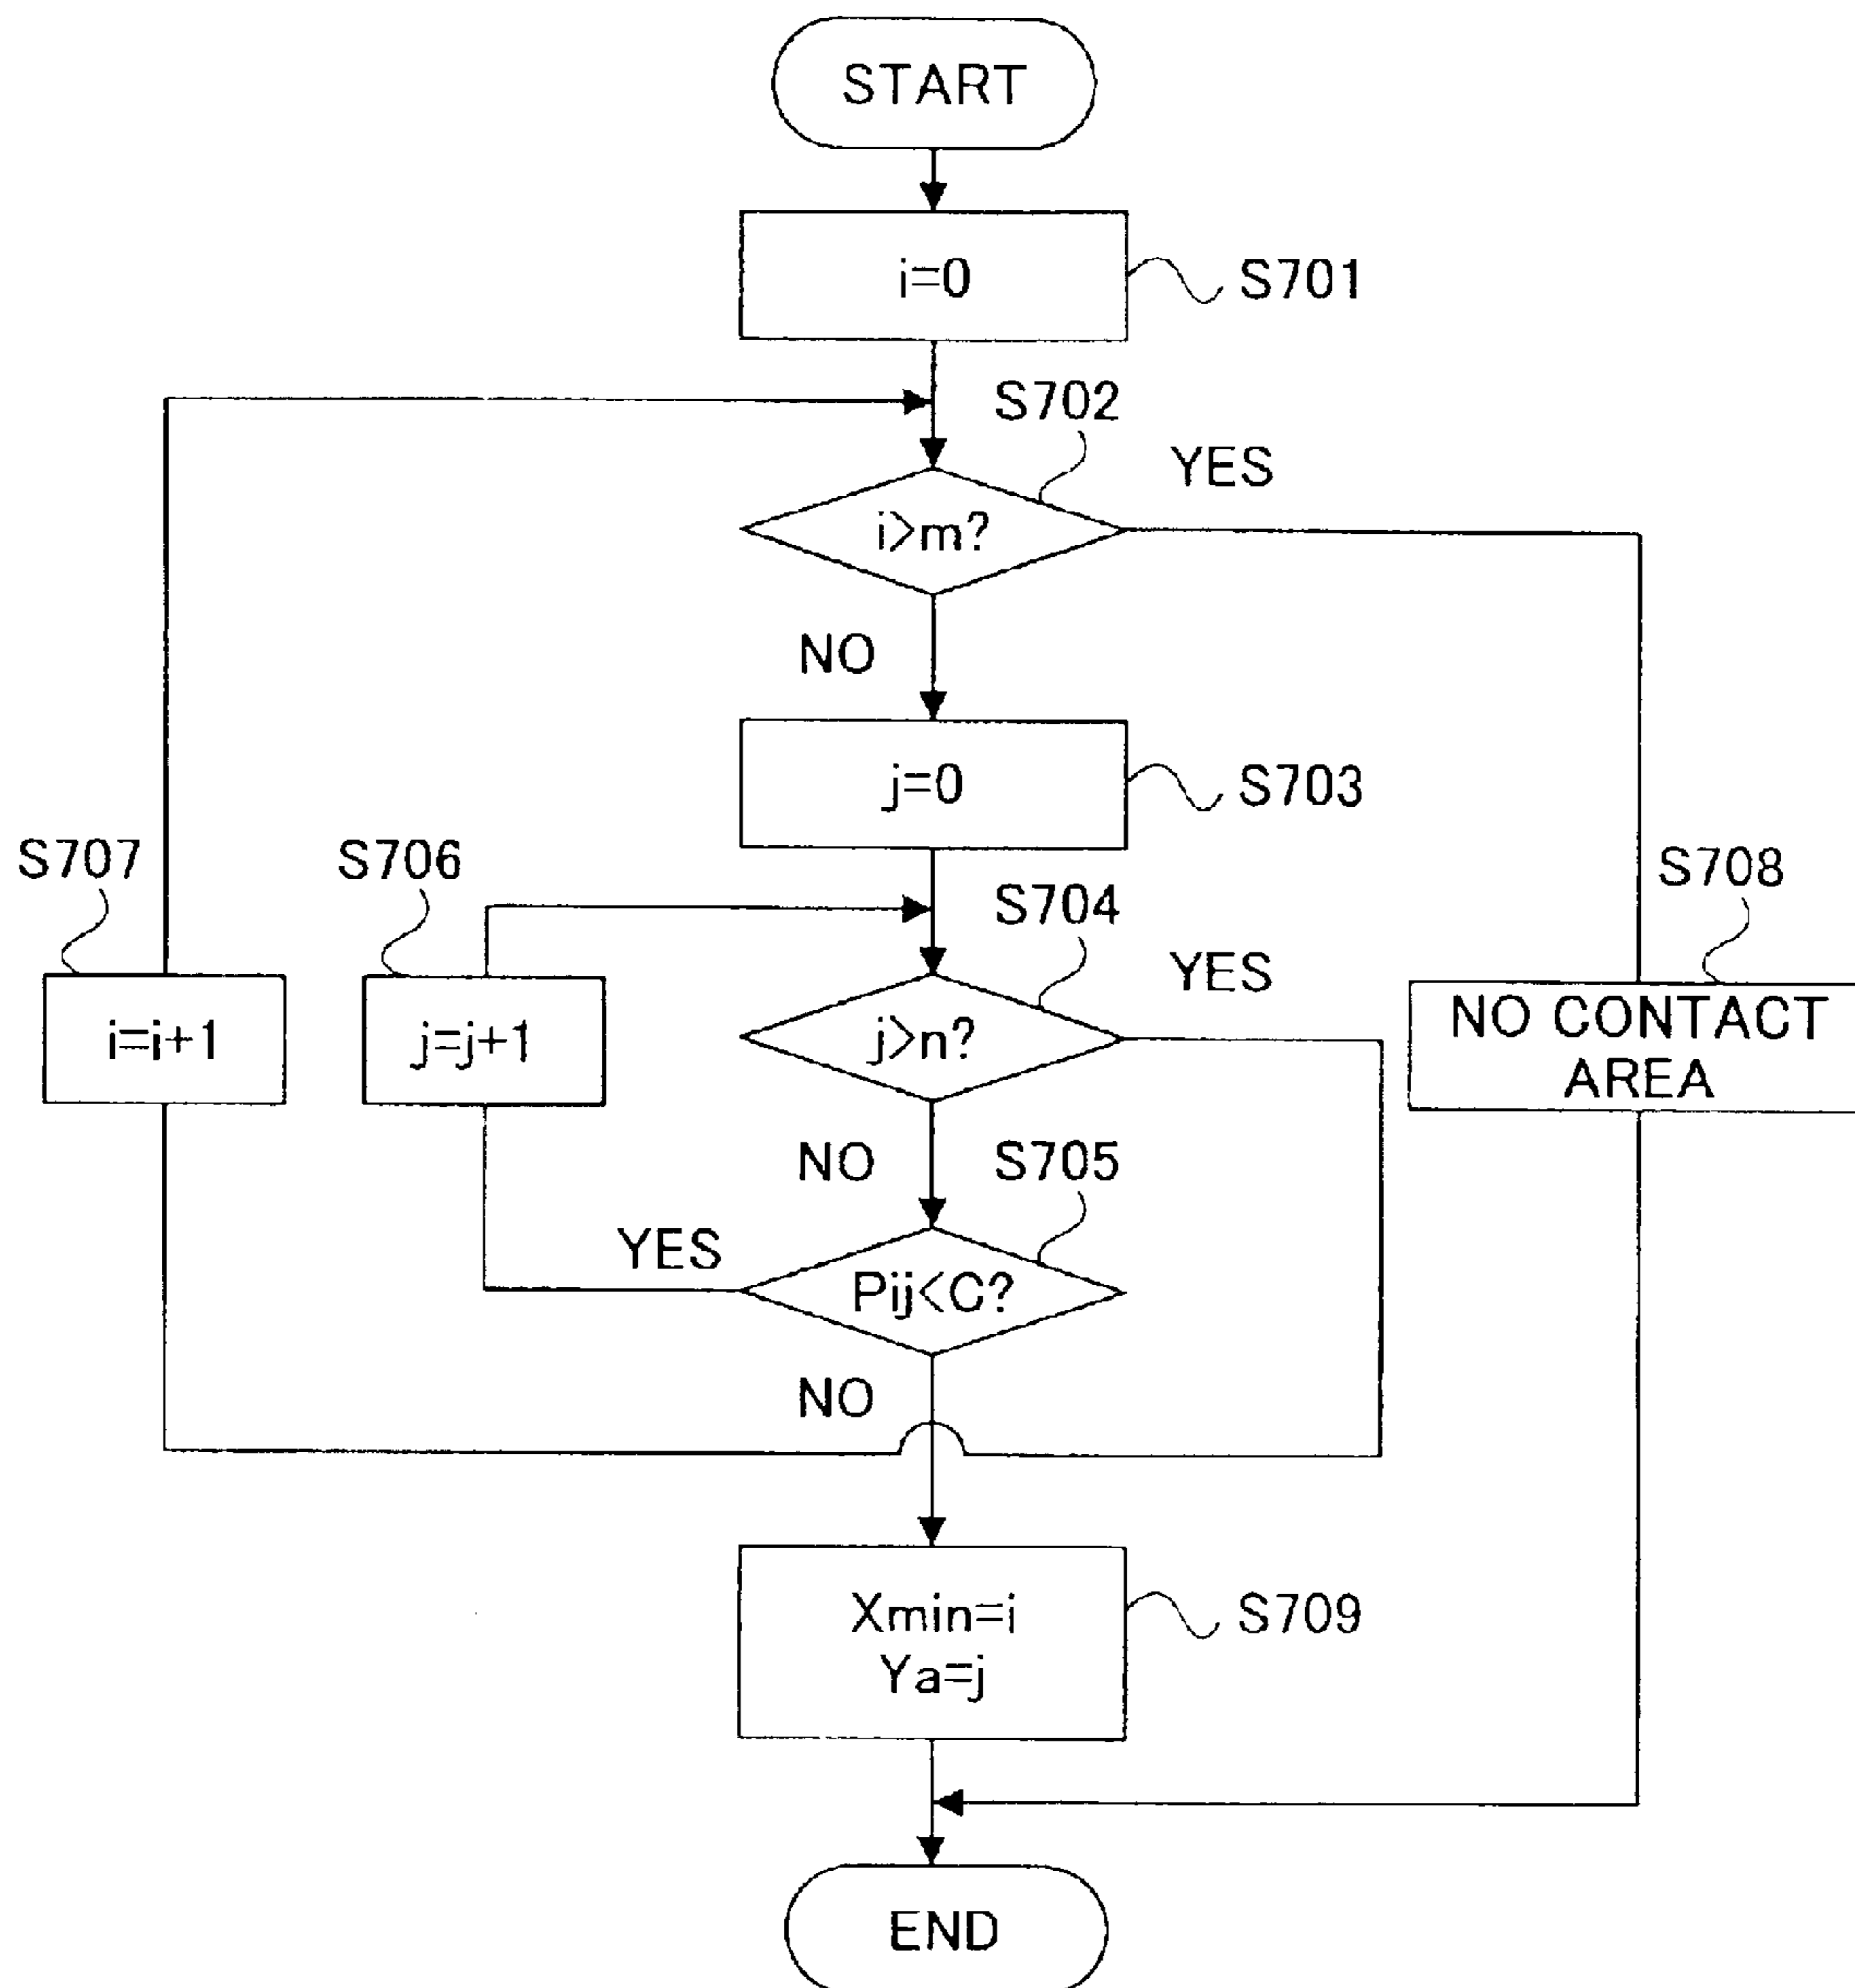 START
i=0
S701
S702
YES
i>m?
NO
j=0
S703
S707
S706
S704
S708
YES
i=i+1
j=j+1
j>n?
NO CONTACT
AREA
NO
S705
YES
Pij<C?
NO
Xmin=i
Ya=j
S709
END